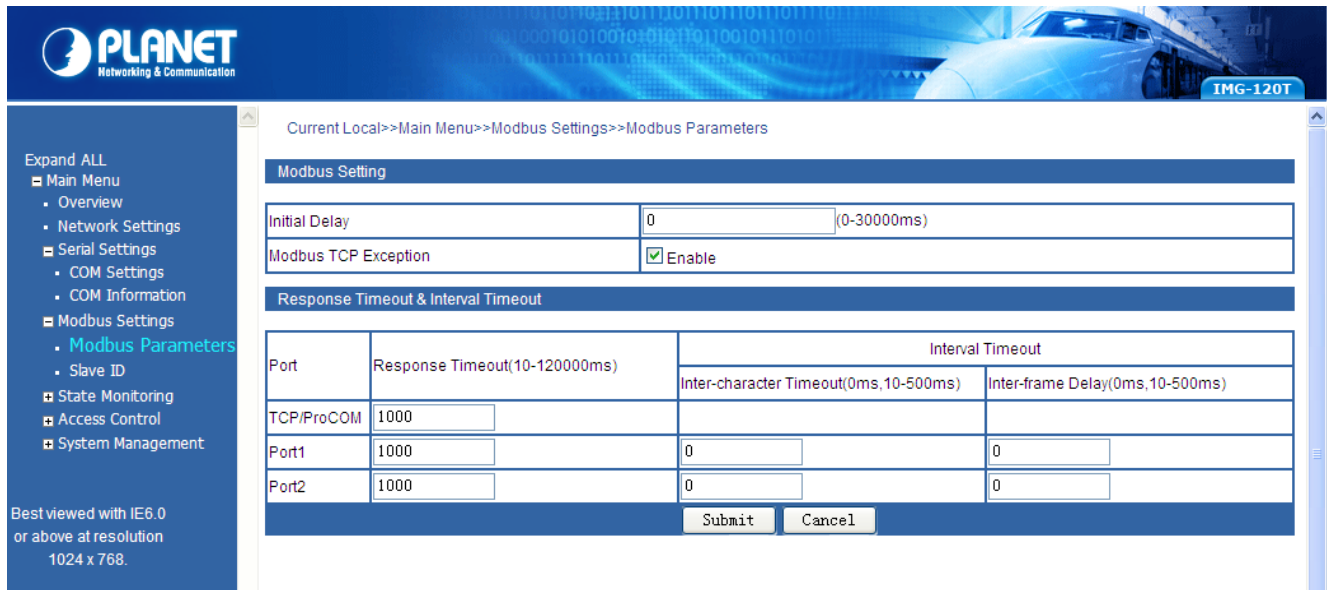 PLANET
Networking & Communication
IMG-120T
Current Local>>Main Menu>>Modbus Settings>>Modbus Parameters
Expand ALL
Main Menu
Overview
Network Settings
Serial Settings
COM Settings
COM Information
Modbus Settings
Modbus Parameters
Slave ID
State Monitoring
Access Control
System Management
Best viewed with IE6.0
or above at resolution
1024 x 768.
Modbus Setting
Initial Delay 0 (0-30000ms)
Modbus TCP Exception Enable
Response Timeout & Interval Timeout
Port Response Timeout(10-120000ms) Interval Timeout
Inter-character Timeout(0ms,10-500ms) Inter-frame Delay(0ms,10-500ms)
TCP/ProCOM 1000
Port1 1000 0 0
Port2 1000 0 0
Submit Cancel